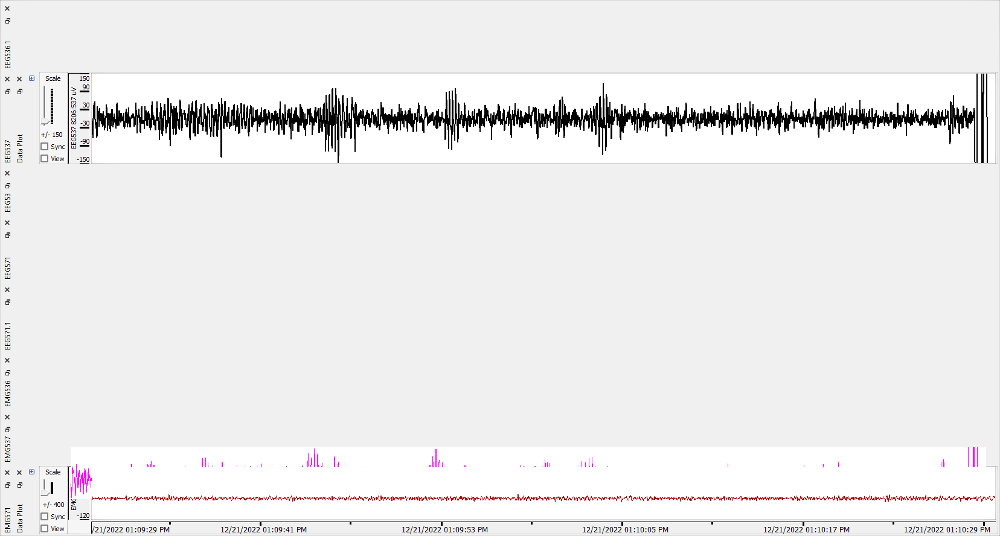 EEG536.1
EEG537
Data Plot
Scale
+/- 150
Sync
View
EEG537 8206:537 uV
150
90
30
-30
-90
-150
EEG53
EEG571
EEG571.1
EMG536
EMG537
EMG571
Data Plot
Scale
+/- 400
Sync
View
EMG
-120
/21/2022 01:09:29 PM
12/21/2022 01:09:41 PM
12/21/2022 01:09:53 PM
12/21/2022 01:10:05 PM
12/21/2022 01:10:17 PM
12/21/2022 01:10:29 PM